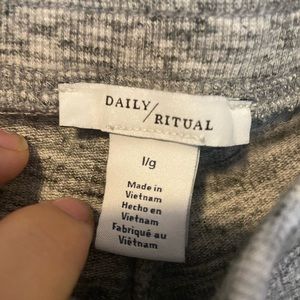 DAILY/
RITUAL
l/g
Made in
Vietnam
Hecho en
Vietnam
Fabriqué au
Viêtnam